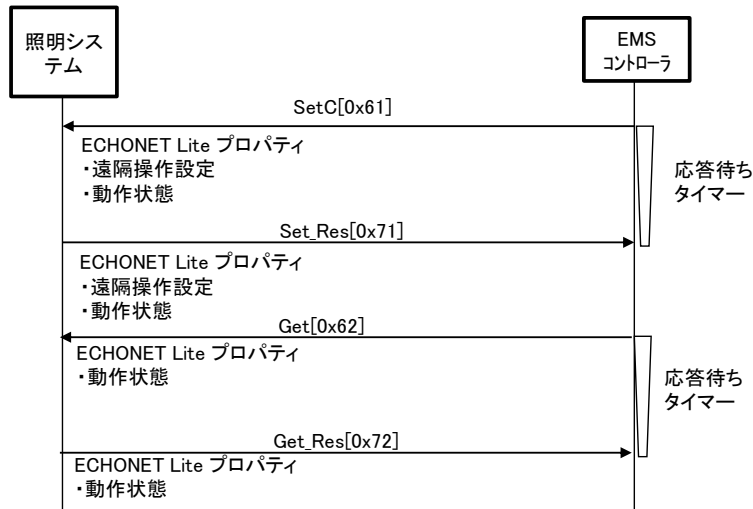 照明シス
テム
EMS
コントローラ
SetC[0x61]
ECHONET Lite プロパティ
・遠隔操作設定
・動作状態
応答待ち
タイマー
Set_Res[0x71]
ECHONET Lite プロパティ
・遠隔操作設定
・動作状態
Get[0x62]
ECHONET Lite プロパティ
・動作状態
応答待ち
タイマー
Get_Res[0x72]
ECHONET Lite プロパティ
・動作状態